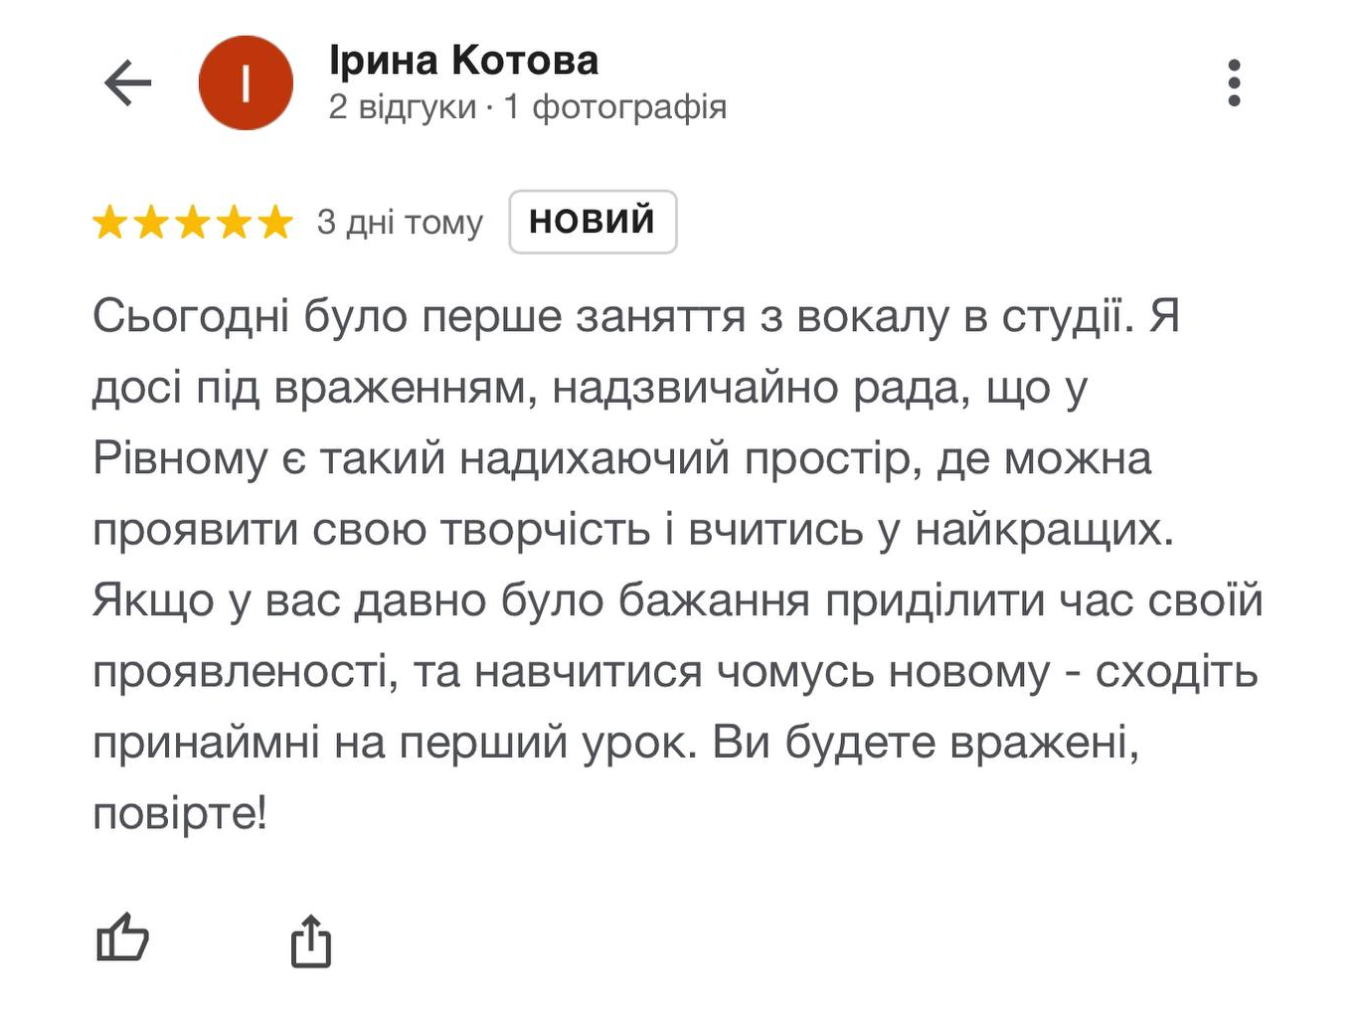 Ірина Котова
2 відгуки · 1 фотографія
3 дні тому НОВИЙ
Сьогодні було перше заняття з вокалу в студії. Я
досі під враженням, надзвичайно рада, що у
Рівному є такий надихаючий простір, де можна
проявити свою творчість і вчитись у найкращих.
Якщо у вас давно було бажання приділити час своїй
проявленості, та навчитися чомусь новому - сходіть
принаймні на перший урок. Ви будете вражені,
повірте!